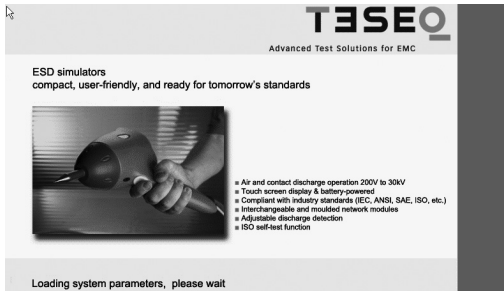 TESEQ
Advanced Test Solutions for EMC
ESD simulators
compact, user-friendly, and ready for tomorrow's standards
Air and contact discharge operation 200V to 30kV
Touch screen display & battery-powered
Compliant with industry standards (IEC, ANSI, SAE, ISO, etc.)
Interchangeable and moulded network modules
Adjustable discharge detection
ISO self-test function
Loading system parameters, please wait